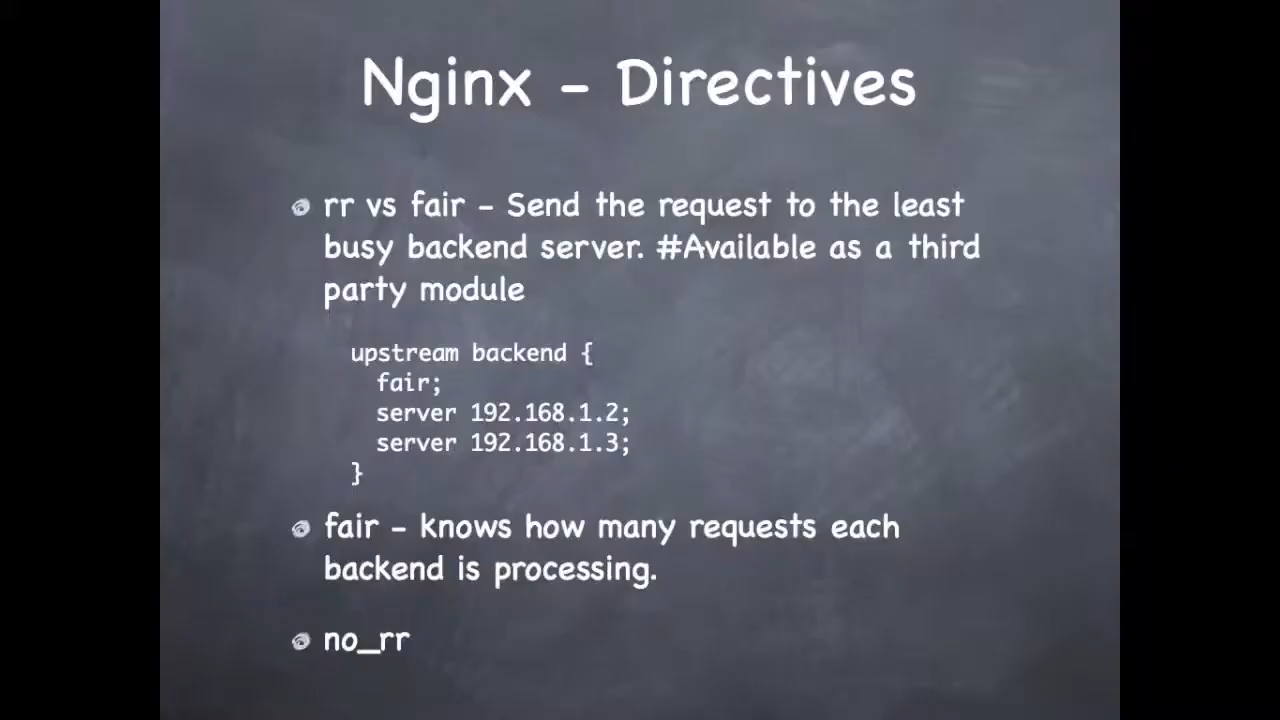 Nginx - Directives
rr vs fair - Send the request to the least
busy backend server. #Available as a third
party module
upstream backend {
fair;
server 192.168.1.2;
server 192.168.1.3;
}
fair - knows how many requests each
backend is processing.
no_rr